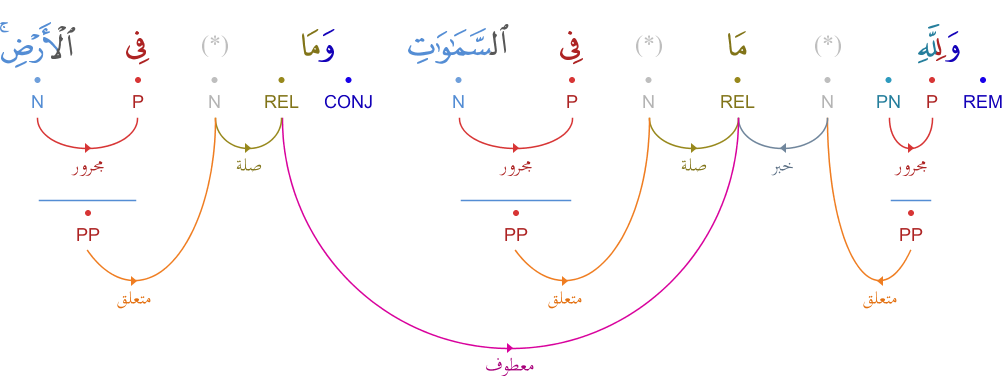 وَلِلَّهِ (*) مَا (*) فِى ٱلسَّمَٰوَٰتِ وَمَا (*) فِى ٱلْأَرْضِ ۚ
REM P PN N REL N P N CONJ REL N P N
مجرور خبر صلة مجرور صلة مجرور
PP PP PP
متعلق متعلق متعلق
معطوف